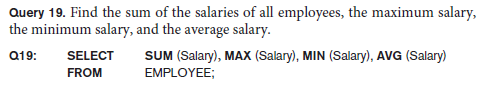 Query 19. Find the sum of the salaries of all employees, the maximum salary,
the minimum salary, and the average salary.
Q19: SELECT SUM (Salary), MAX (Salary), MIN (Salary), AVG (Salary)
FROM EMPLOYEE;